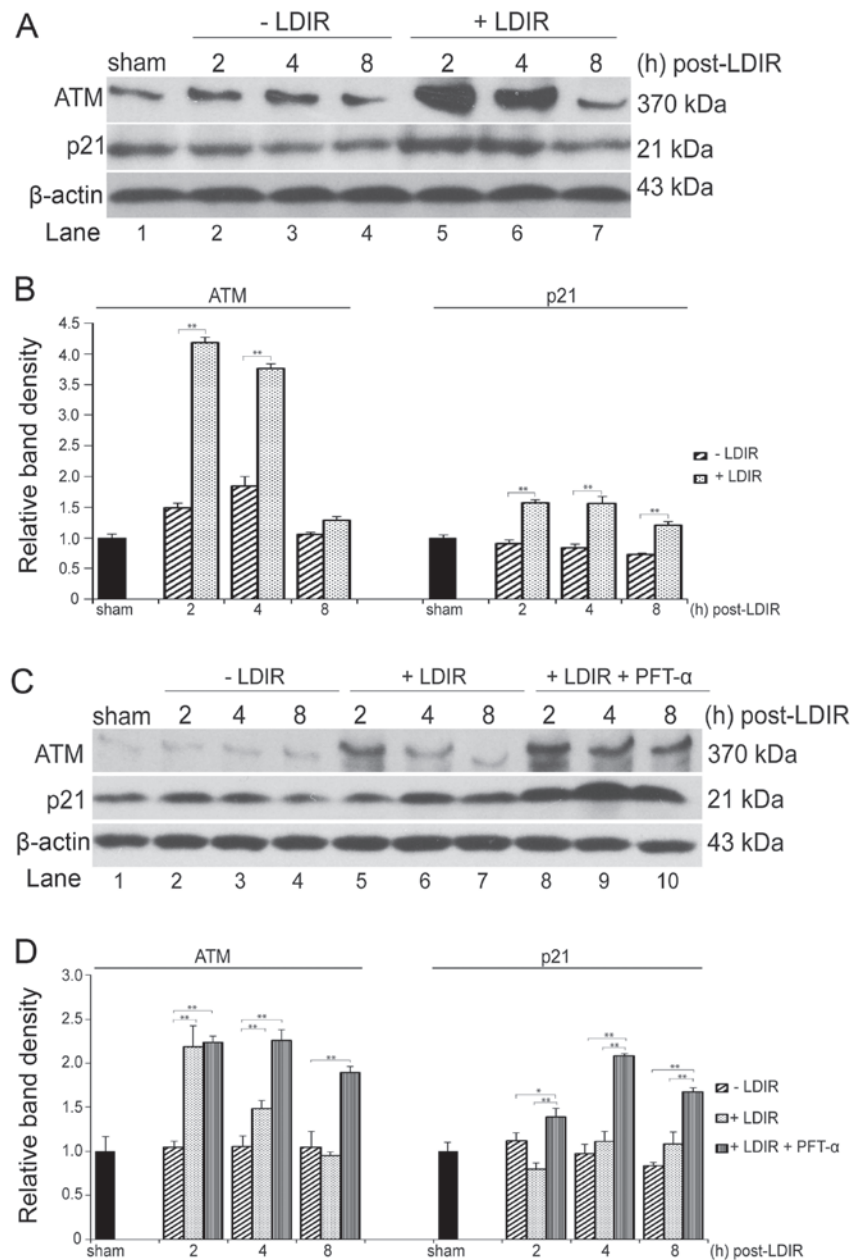 A
- LDIR + LDIR
sham 2 4 8 2 4 8 (h) post-LDIR
ATM 370 kDa
p21 21 kDa
β-actin 43 kDa
Lane 1 2 3 4 5 6 7
B
ATM p21
Relative band density
4.5
4.0
3.5
3.0
2.5
2.0
1.5
1.0
0.5
0
** ** ** ** **
- LDIR
+ LDIR
sham 2 4 8 sham 2 4 8 (h) post-LDIR
C
- LDIR + LDIR + LDIR + PFT-α
sham 2 4 8 2 4 8 2 4 8 (h) post-LDIR
ATM 370 kDa
p21 21 kDa
β-actin 43 kDa
Lane 1 2 3 4 5 6 7 8 9 10
D
ATM p21
Relative band density
3.0
2.5
2.0
1.5
1.0
0.5
0
** ** ** ** ** * ** ** ** ** **
- LDIR
+ LDIR
+ LDIR + PFT-α
sham 2 4 8 sham 2 4 8 (h) post-LDIR